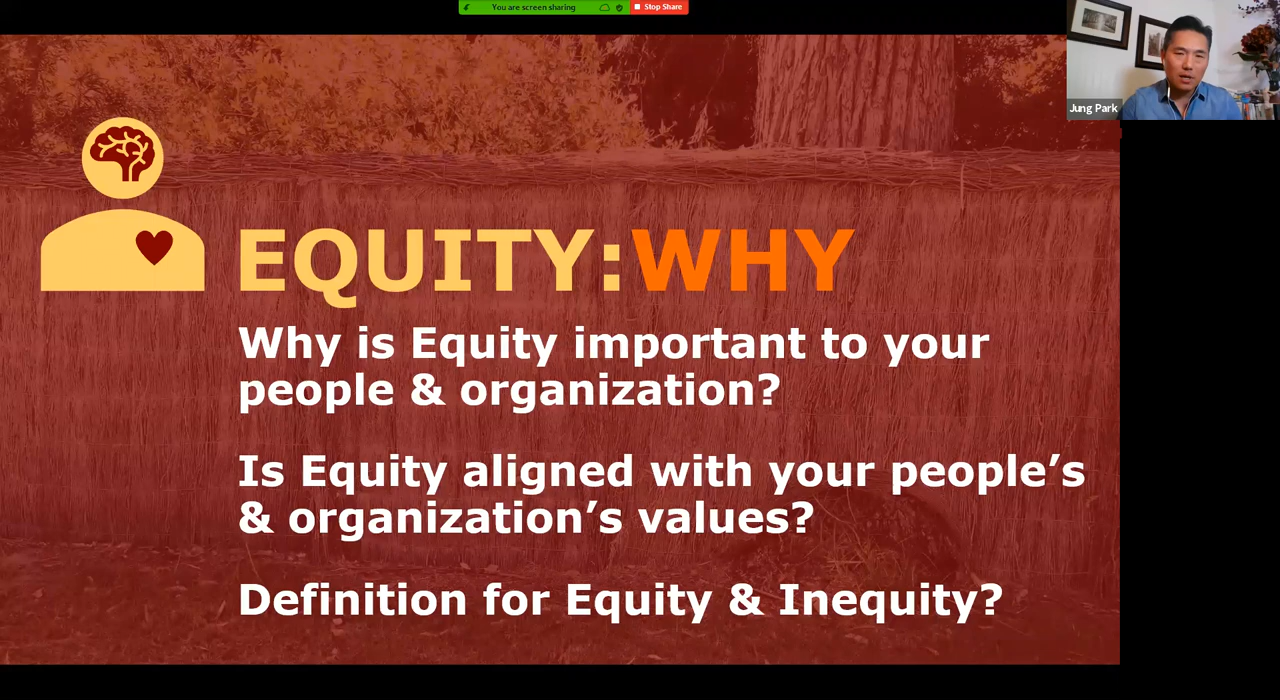 You are screen sharing
Stop Share
Jung Park
EQUITY:WHY
Why is Equity important to your
people & organization?
Is Equity aligned with your people’s
& organization’s values?
Definition for Equity & Inequity?